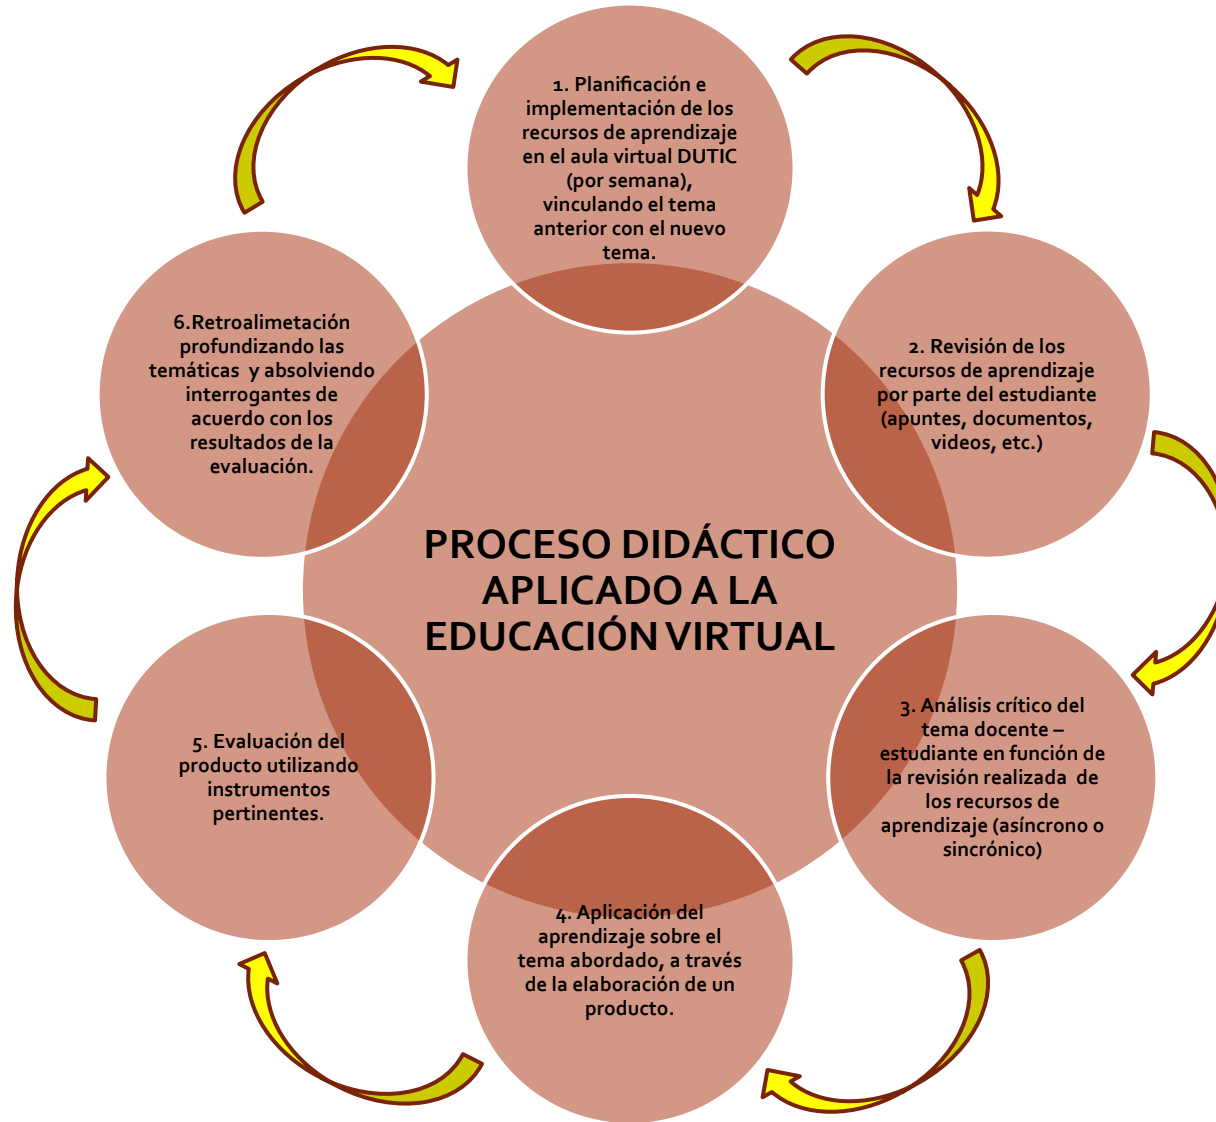 1. Planificación e
implementación de los
recursos de aprendizaje
en el aula virtual DUTIC
(por semana),
vinculando el tema
anterior con el nuevo
tema.
2. Revisión de los
recursos de aprendizaje
por parte del estudiante
(apuntes, documentos,
videos, etc.)
3. Análisis crítico del
tema docente –
estudiante en función de
la revisión realizada de
los recursos de
aprendizaje (asíncrono o
sincrónico)
4. Aplicación del
aprendizaje sobre el
tema abordado, a través
de la elaboración de un
producto.
5. Evaluación del
producto utilizando
instrumentos
pertinentes.
6.Retroalimetación
profundizando las
temáticas y absolviendo
interrogantes de
acuerdo con los
resultados de la
evaluación.
PROCESO DIDÁCTICO
APLICADO A LA
EDUCACIÓN VIRTUAL